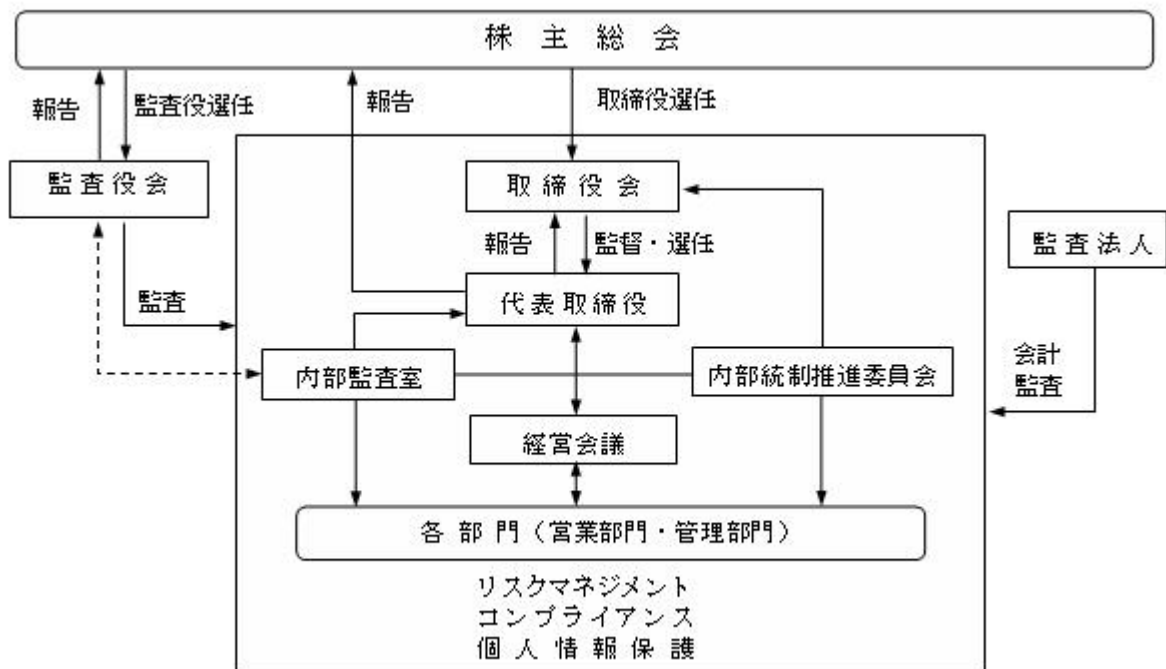 株主総会
報告
監査役選任
報告
取締役選任
監査役会
取締役会
監査法人
報告
監督・選任
代表取締役
監査
内部監査室
内部統制推進委員会
会計
監査
経営会議
各部門（営業部門・管理部門）
リスクマネジメント
コンプライアンス
個人情報保護